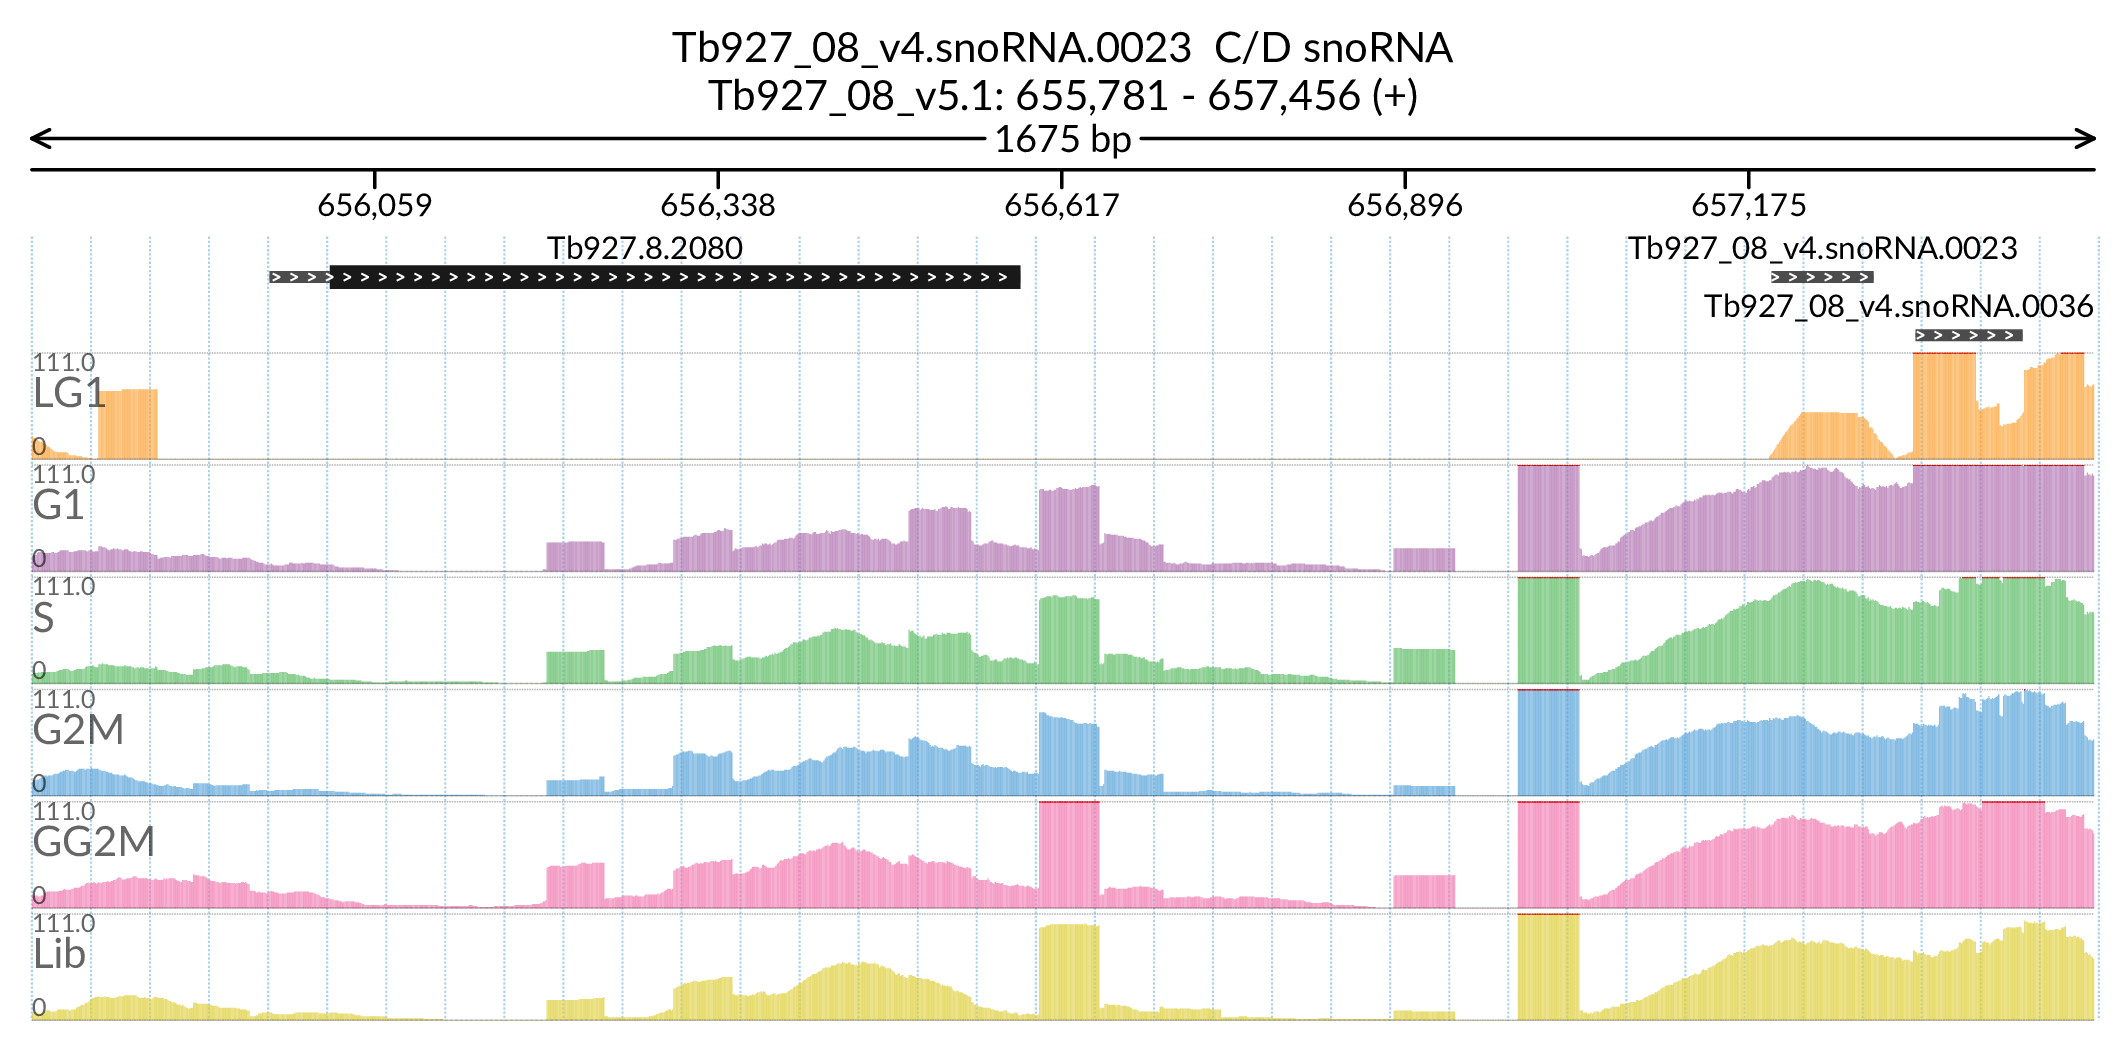 Tb927_08_v4.snoRNA.0023 C/D snoRNA
Tb927_08_v5.1: 655,781 - 657,456 (+)
1675 bp
656,059 656,338 656,617 656,896 657,175
Tb927.8.2080 Tb927_08_v4.snoRNA.0023
Tb927_08_v4.snoRNA.0036
111.0
LG1
0
111.0
G1
0
111.0
S
0
111.0
G2M
0
111.0
GG2M
0
111.0
Lib
0